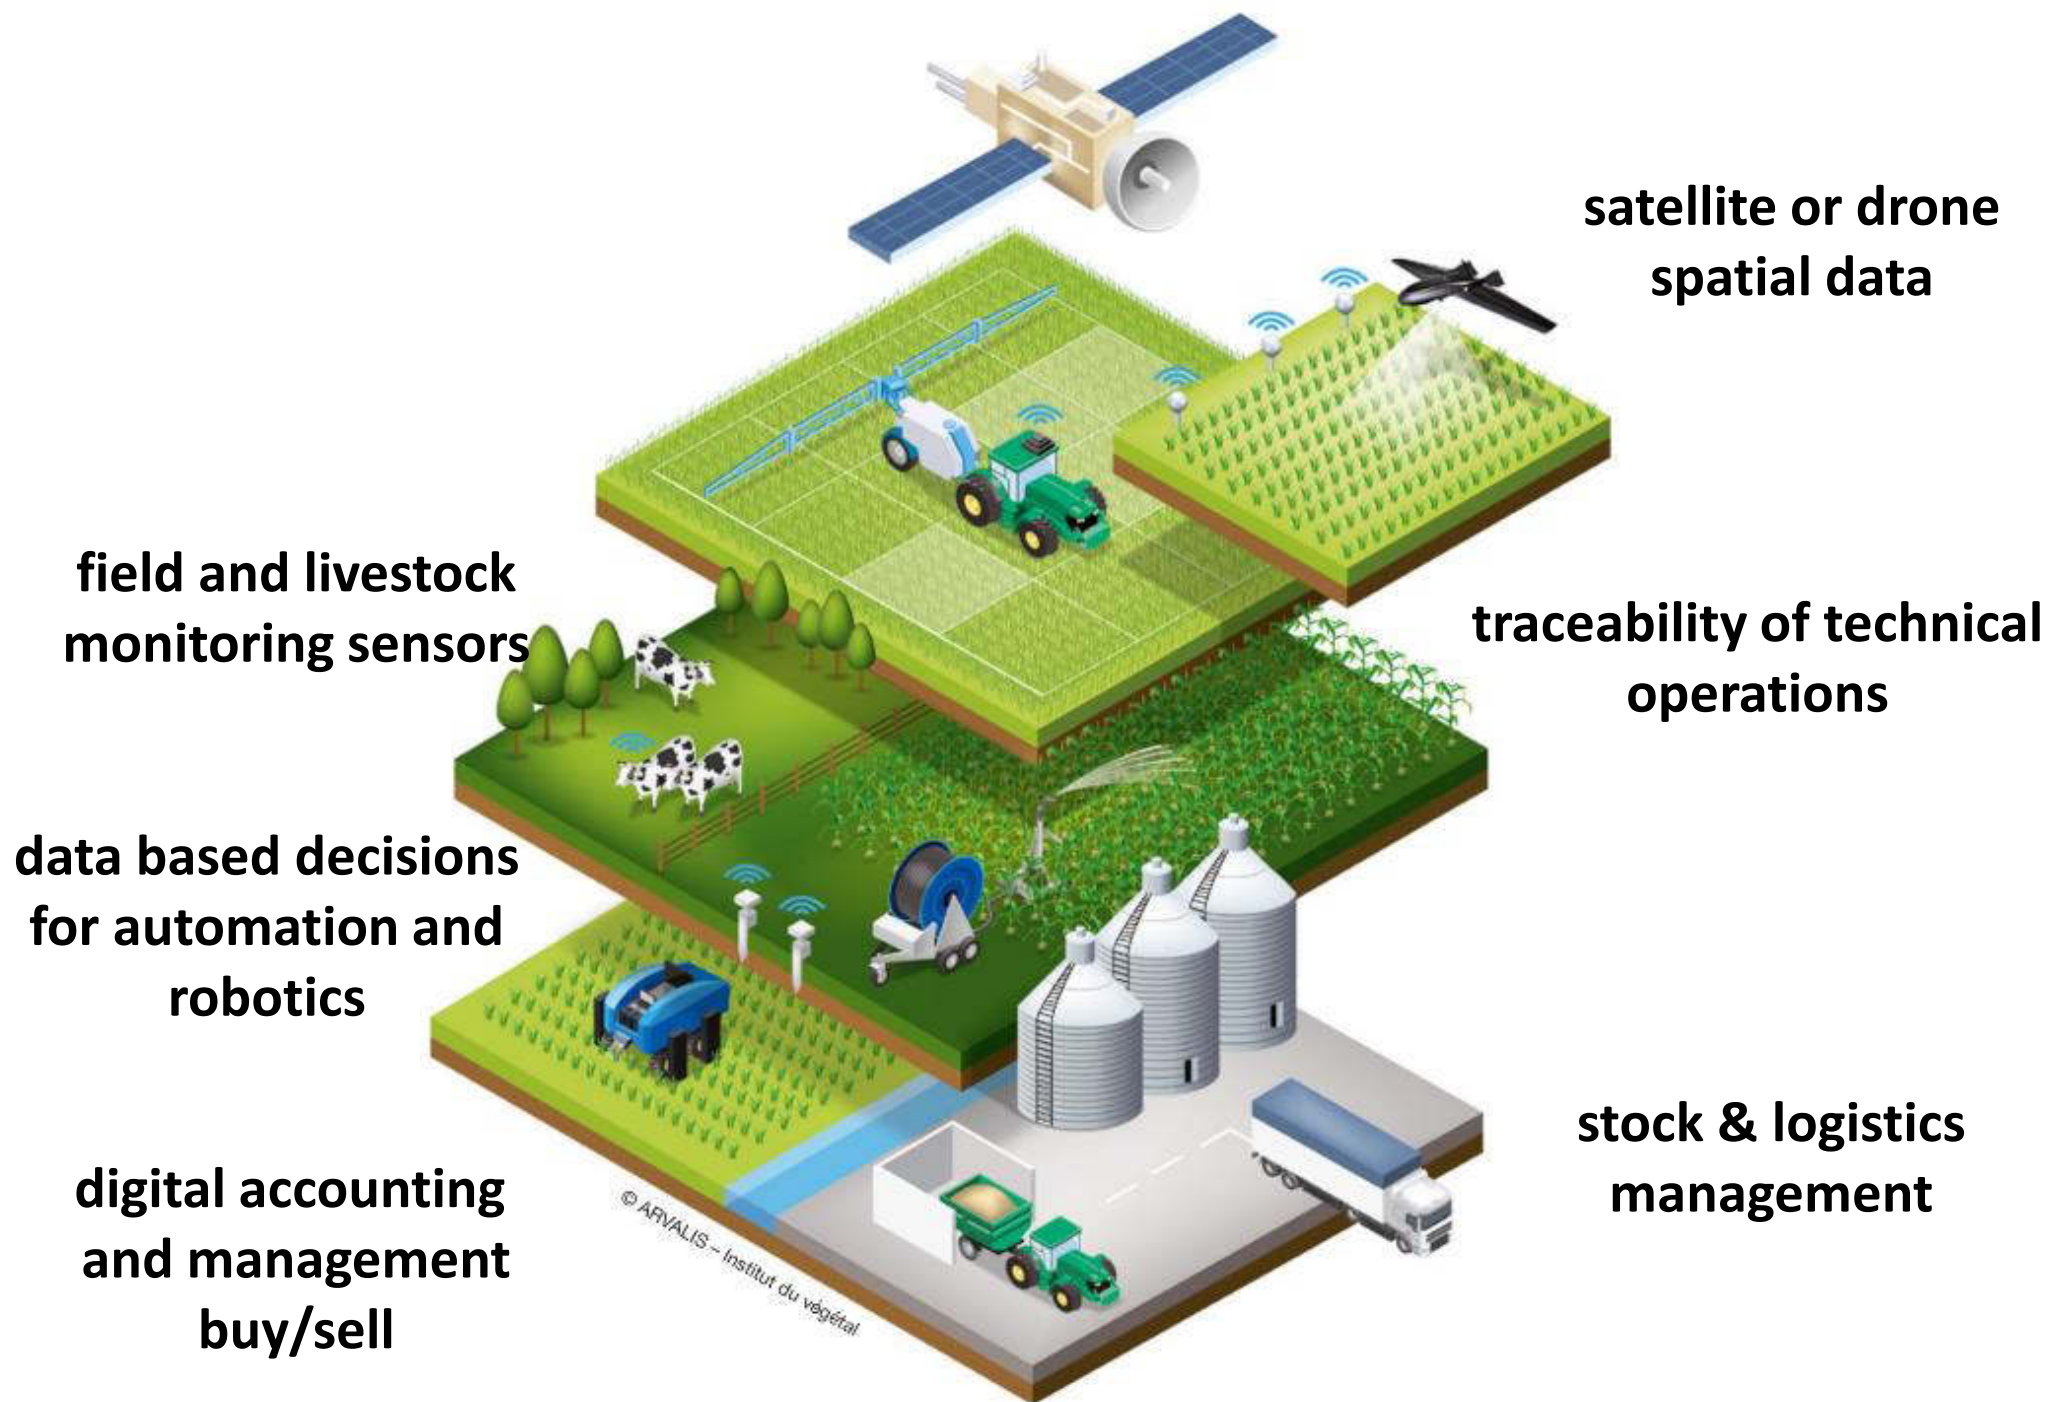 satellite or drone
spatial data
field and livestock
monitoring sensors
traceability of technical
operations
data based decisions
for automation and
robotics
stock & logistics
management
digital accounting
and management
buy/sell
© ARVALIS – Institut du végétal